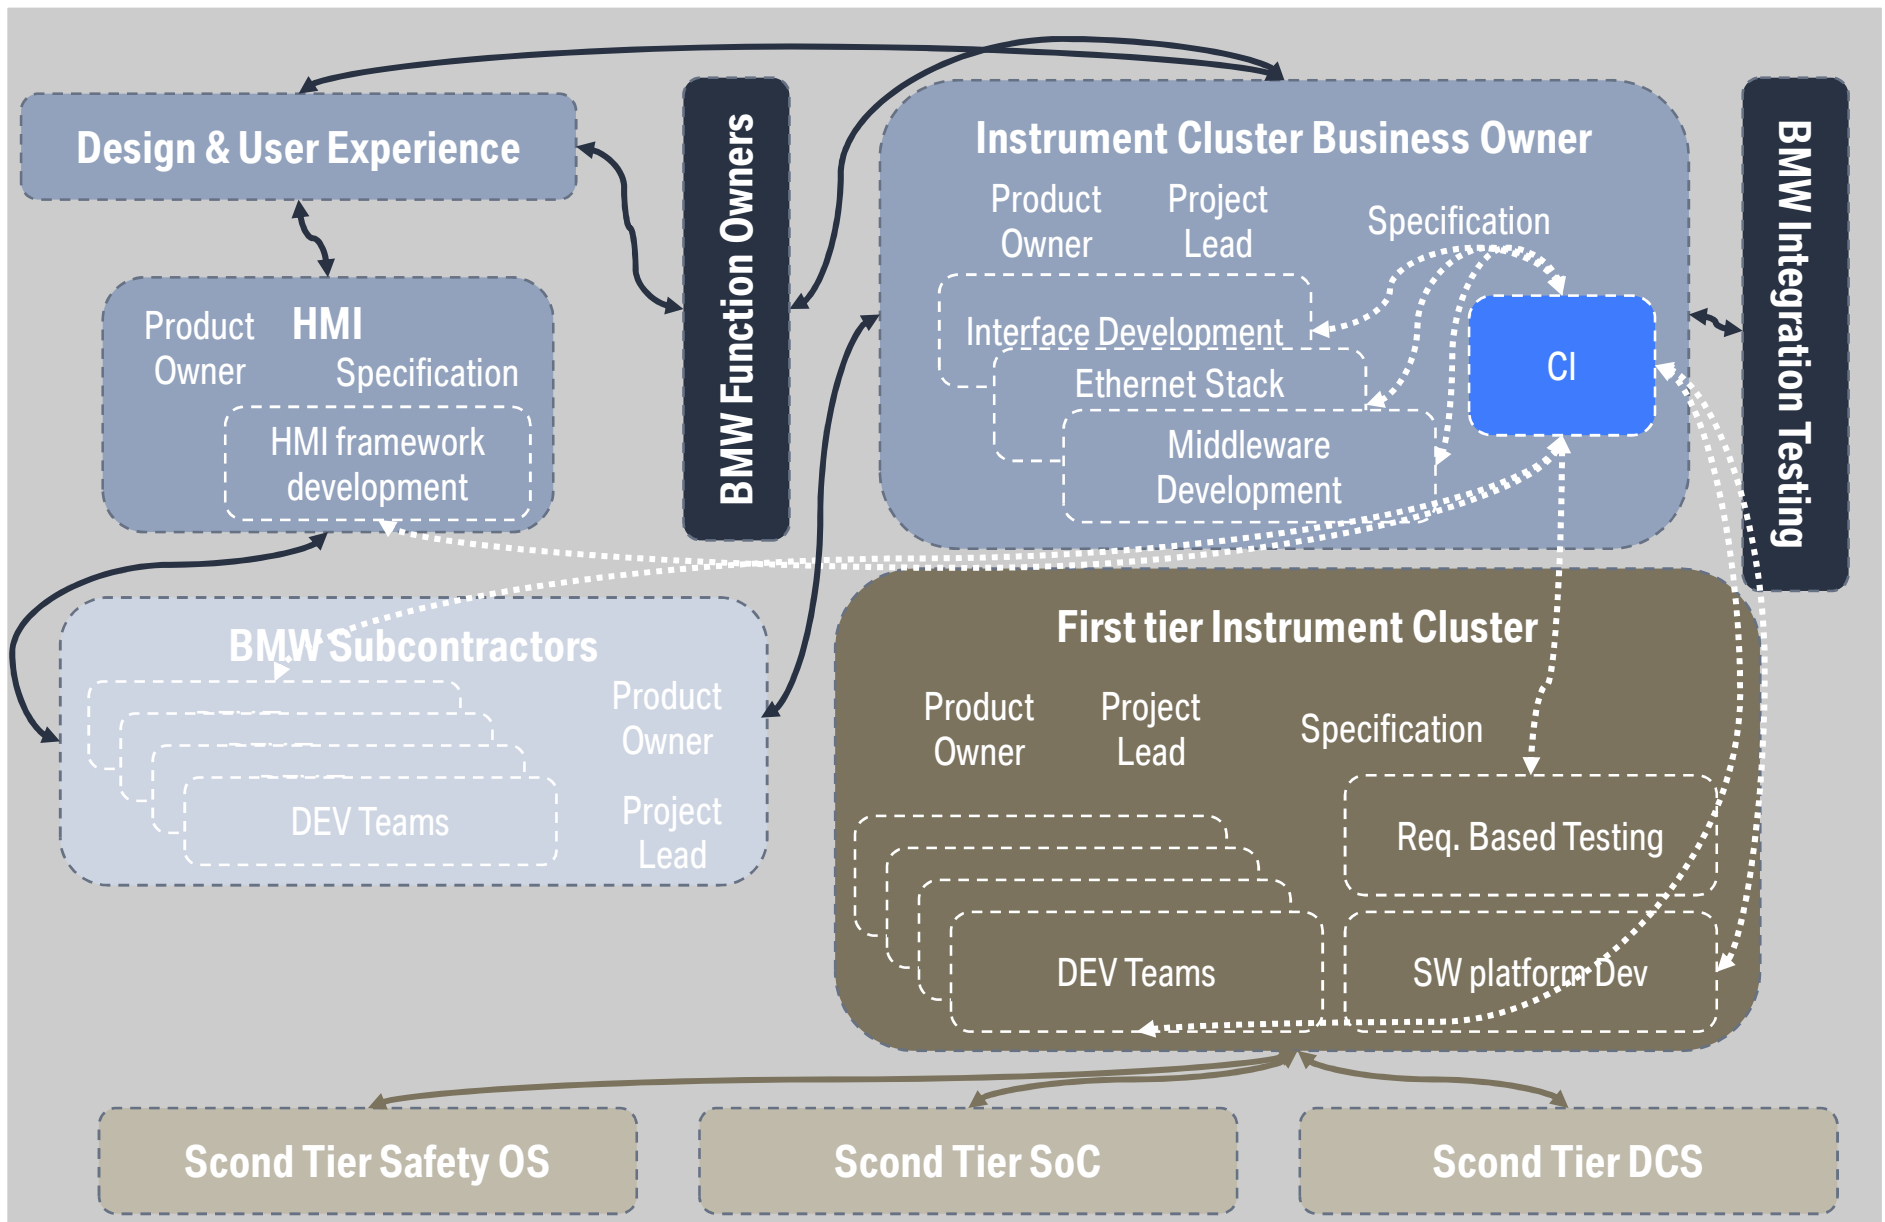 Design & User Experience
BMW Function Owners
Instrument Cluster Business Owner
Product
Owner
Project
Lead
Specification
Interface Development
Ethernet Stack
Middleware
Development
CI
BMW Integration Testing
HMI
Product
Owner
Specification
HMI framework
development
BMW Subcontractors
Product
Owner
Project
Lead
DEV Teams
First tier Instrument Cluster
Product
Owner
Project
Lead
Specification
Req. Based Testing
DEV Teams
SW platform Dev
Scond Tier Safety OS
Scond Tier SoC
Scond Tier DCS